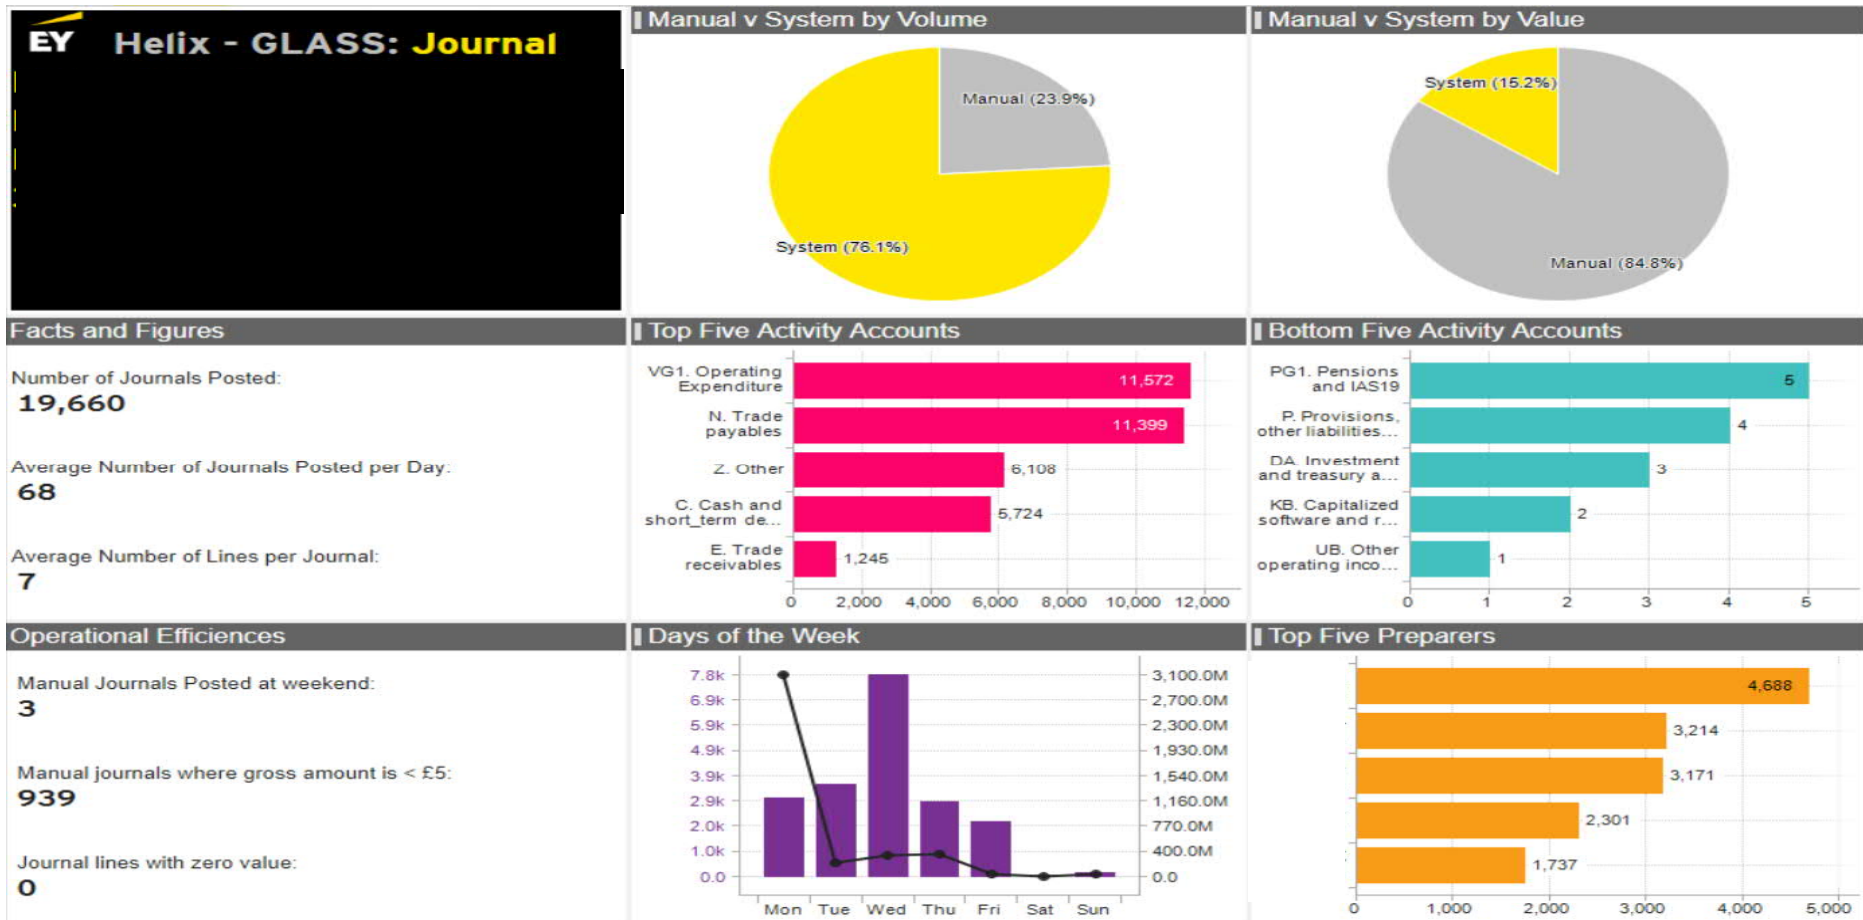 EY
Helix - GLASS: Journal
Manual v System by Volume
Manual (23.9%)
System (76.1%)
Manual v System by Value
System (15.2%)
Manual (84.8%)
Facts and Figures
Number of Journals Posted:
19,660
Average Number of Journals Posted per Day:
68
Average Number of Lines per Journal:
7
Top Five Activity Accounts
VG1. Operating
Expenditure
11,572
N. Trade
payables
11,399
Z. Other
6,108
C. Cash and
short_term de...
5,724
E. Trade
receivables
1,245
0 2,000 4,000 6,000 8,000 10,000 12,000
Bottom Five Activity Accounts
PG1. Pensions
and IAS19
5
P. Provisions,
other liabilities...
4
DA. Investment
and treasury a...
3
KB. Capitalized
software and r...
2
UB. Other
operating inco...
1
0 1 2 3 4 5
Operational Efficiences
Manual Journals Posted at weekend:
3
Manual journals where gross amount is < £5:
939
Journal lines with zero value:
0
Days of the Week
7.8k 3,100.0M
6.9k 2,700.0M
5.9k 2,300.0M
4.9k 1,930.0M
3.9k 1,540.0M
2.9k 1,160.0M
2.0k 770.0M
1.0k 400.0M
0.0 0.0
Mon Tue Wed Thu Fri Sat Sun
Top Five Preparers
4,688
3,214
3,171
2,301
1,737
0 1,000 2,000 3,000 4,000 5,000